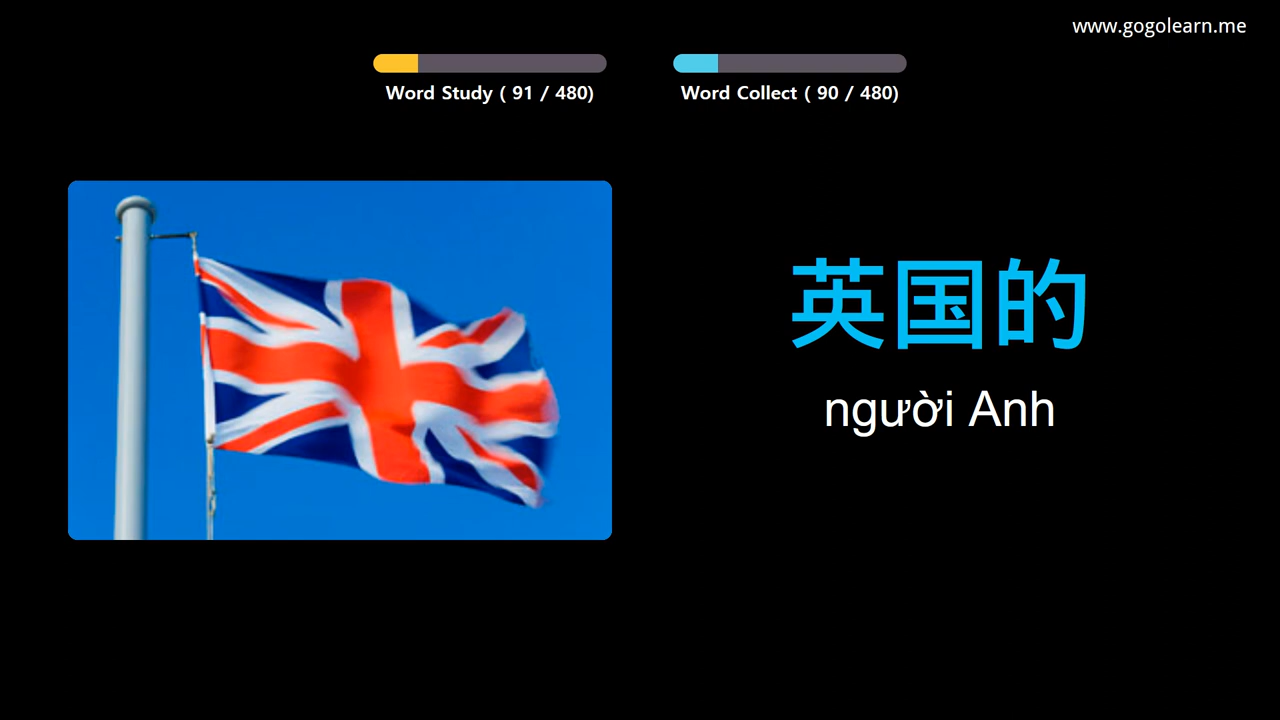 www.gogolearn.me
Word Study ( 91 / 480)
Word Collect ( 90 / 480)
英国的
người Anh